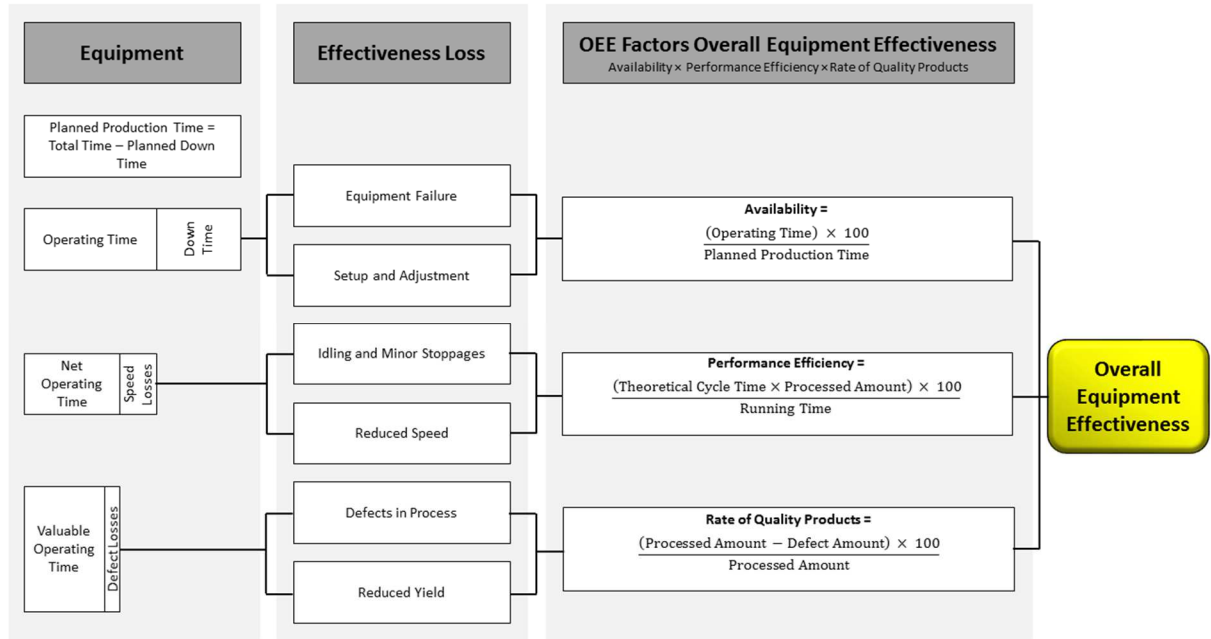 Equipment
Effectiveness Loss
OEE Factors Overall Equipment Effectiveness
Availability × Performance Efficiency × Rate of Quality Products
Planned Production Time =
Total Time – Planned Down
Time
Operating Time
Down
Time
Equipment Failure
Setup and Adjustment
Availability =
(Operating Time) × 100
Planned Production Time
Net
Operating
Time
Speed
Losses
Idling and Minor Stoppages
Reduced Speed
Performance Efficiency =
(Theoretical Cycle Time × Processed Amount) × 100
Running Time
Overall
Equipment
Effectiveness
Valuable
Operating
Time
Defect Losses
Defects in Process
Reduced Yield
Rate of Quality Products =
(Processed Amount − Defect Amount) × 100
Processed Amount